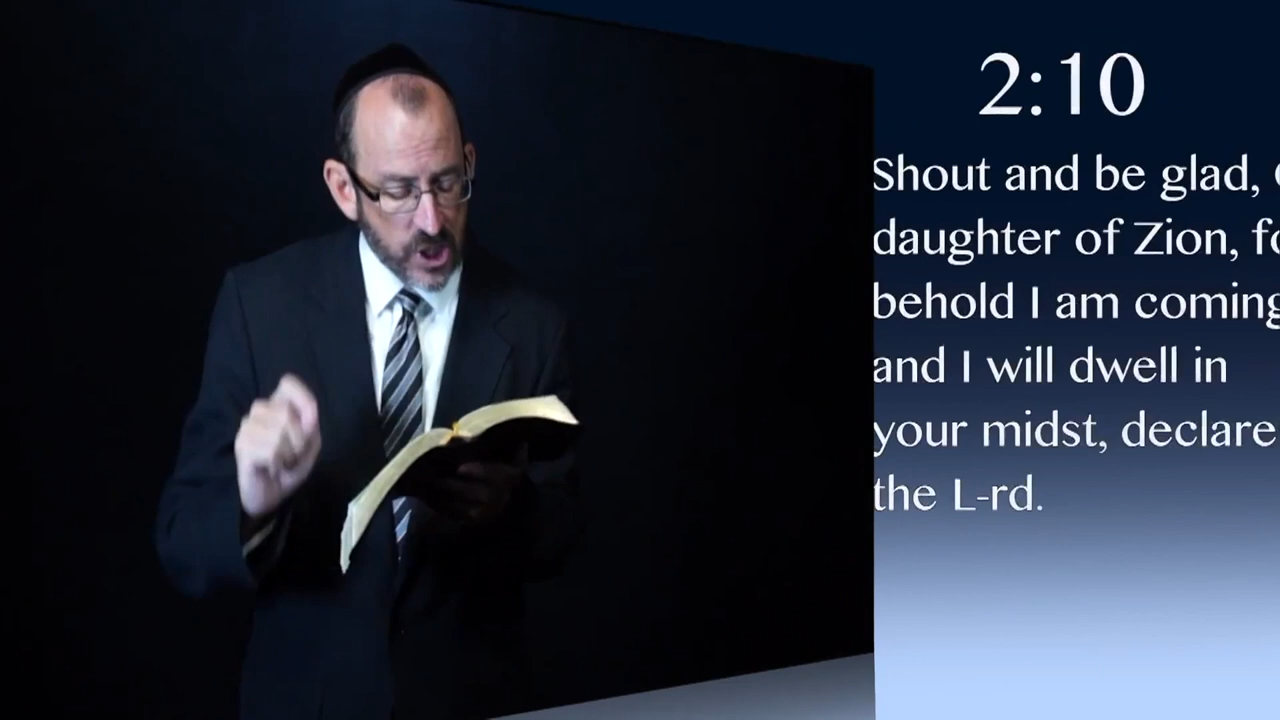 2:10
Shout and be glad,
daughter of Zion,
behold I am coming
and I will dwell in
your midst, declare
the L-rd.